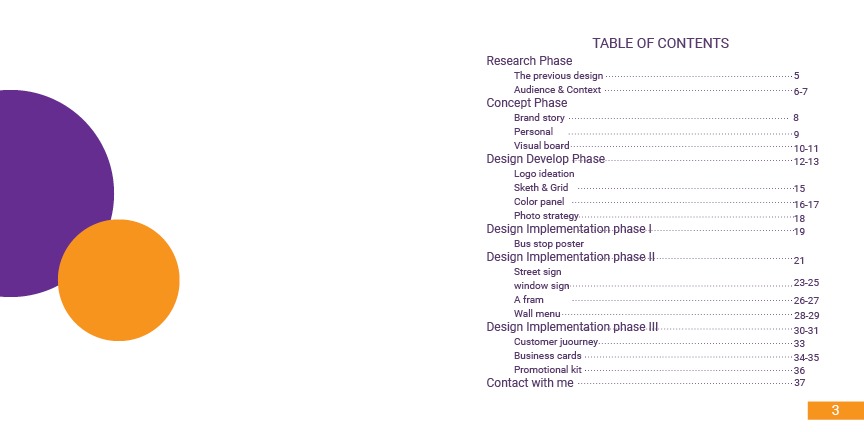 TABLE OF CONTENTS
Research Phase
The previous design 5
Audience & Context 6-7
Concept Phase
Brand story 8
Personal 9
Visual board 10-11
Design Develop Phase 12-13
Logo ideation
Sketh & Grid 15
Color panel 16-17
Photo strategy 18
Design Implementation phase I 19
Bus stop poster
Design Implementation phase II 21
Street sign
window sign 23-25
A fram 26-27
Wall menu 28-29
Design Implementation phase III 30-31
Customer juourney 33
Business cards 34-35
Promotional kit 36
Contact with me 37
3